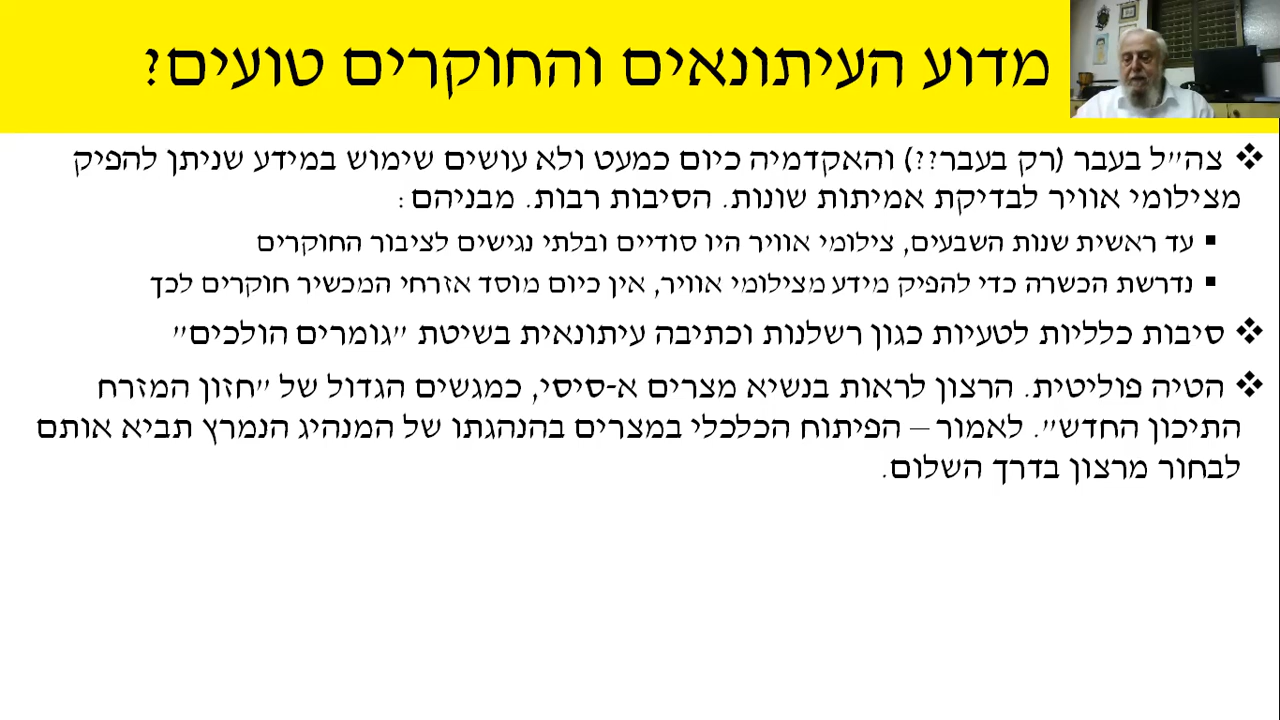 מדוע העיתונאים והחוקרים טועים?
צה"ל בעבר (רק בעבר??) והאקדמיה כיום כמעט ולא עושים שימוש במידע שניתן להפיק
מצילומי אוויר לבדיקת אמיתות שונות. הסיבות רבות. מבניהם :
עד ראשית שנות השבעים, צילומי אוויר היו סודיים ובלתי נגישים לציבור החוקרים
נדרשת הכשרה כדי להפיק מידע מצילומי אוויר, אין כיום מוסד אזרחי המכשיר חוקרים לכך
סיבות כלליות לטעיות כגון רשלנות וכתיבה עיתונאית בשיטת "גומרים הולכים"
הטיה פוליטית. הרצון לראות בנשיא מצרים א-סיסי, כמגשים הגדול של "חזון המזרח
התיכון החדש". לאמור – הפיתוח הכלכלי במצרים בהנהגתו של המנהיג הנמרץ תביא אותם
לבחור מרצון בדרך השלום.